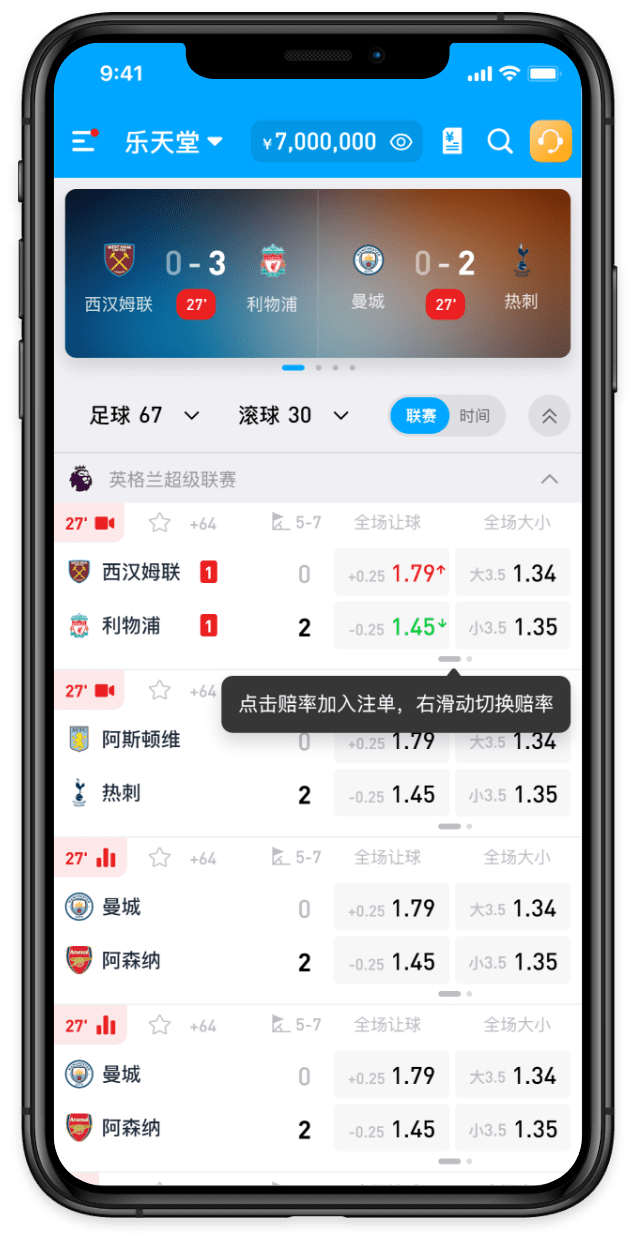 9:41
乐天堂 ¥7,000,000
0 - 3 0 - 2
西汉姆联 27' 利物浦 曼城 27' 热刺
足球 67 滚球 30 联赛 时间
英格兰超级联赛
27' +64 5-7 全场让球 全场大小
西汉姆联 1 0 +0.25 1.79↑ 大3.5 1.34
利物浦 1 2 -0.25 1.45↓ 小3.5 1.35
27' +64
点击赔率加入注单，右滑动切换赔率
阿斯顿维 0 +0.25 1.79 大3.5 1.34
热刺 2 -0.25 1.45 小3.5 1.35
27' +64 5-7 全场让球 全场大小
曼城 0 +0.25 1.79 大3.5 1.34
阿森纳 2 -0.25 1.45 小3.5 1.35
27' +64 5-7 全场让球 全场大小
曼城 0 +0.25 1.79 大3.5 1.34
阿森纳 2 -0.25 1.45 小3.5 1.35